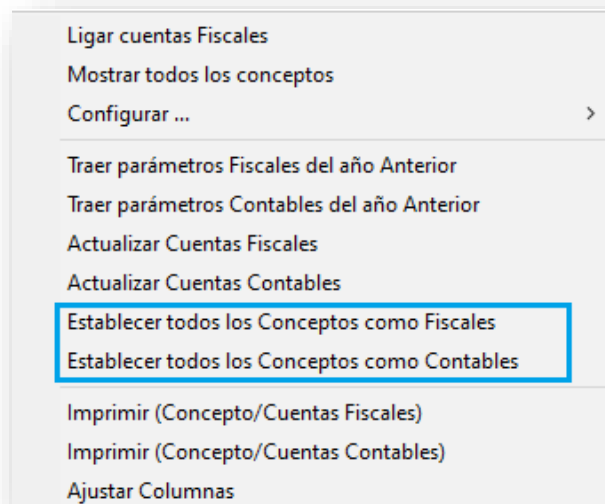 Ligar cuentas Fiscales
Mostrar todos los conceptos
Configurar ...
Traer parámetros Fiscales del año Anterior
Traer parámetros Contables del año Anterior
Actualizar Cuentas Fiscales
Actualizar Cuentas Contables
Establecer todos los Conceptos como Fiscales
Establecer todos los Conceptos como Contables
Imprimir (Concepto/Cuentas Fiscales)
Imprimir (Concepto/Cuentas Contables)
Ajustar Columnas